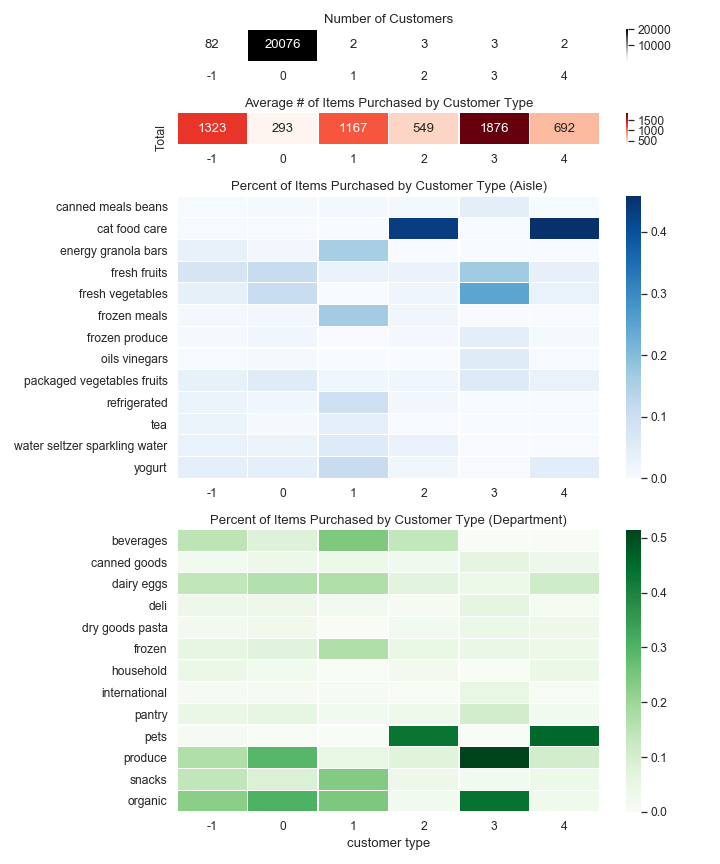 Number of Customers
82 20076 2 3 3 2
20000
10000
-1 0 1 2 3 4
Average # of Items Purchased by Customer Type
Total
1323 293 1167 549 1876 692
1500
1000
500
-1 0 1 2 3 4
Percent of Items Purchased by Customer Type (Aisle)
canned meals beans
cat food care
energy granola bars
fresh fruits
fresh vegetables
frozen meals
frozen produce
oils vinegars
packaged vegetables fruits
refrigerated
tea
water seltzer sparkling water
yogurt
0.4
0.3
0.2
0.1
0.0
-1 0 1 2 3 4
Percent of Items Purchased by Customer Type (Department)
beverages
canned goods
dairy eggs
deli
dry goods pasta
frozen
household
international
pantry
pets
produce
snacks
organic
0.5
0.4
0.3
0.2
0.1
0.0
-1 0 1 2 3 4
customer type